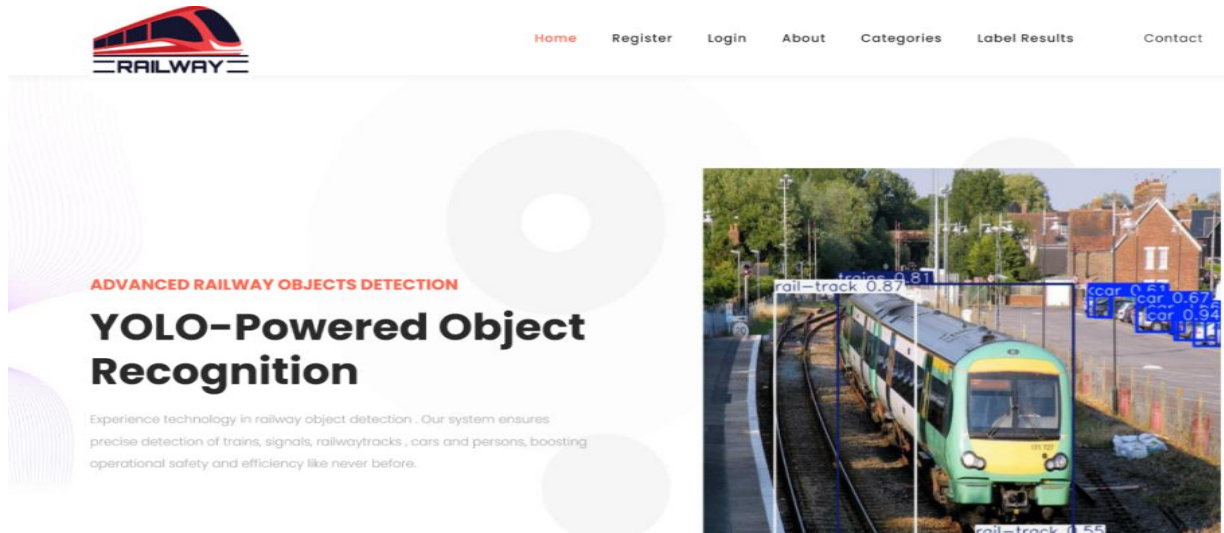 RAILWAY
Home Register Login About Categories Label Results Contact
ADVANCED RAILWAY OBJECTS DETECTION
YOLO-Powered Object
Recognition
Experience technology in railway object detection . Our system ensures
precise detection of trains, signals, railwaytracks , cars and persons, boosting
operational safety and efficiency like never before.
trains 0.81
rail-track 0.87
car 0.61
car 0.67
car 0.94
rail-track 0.55